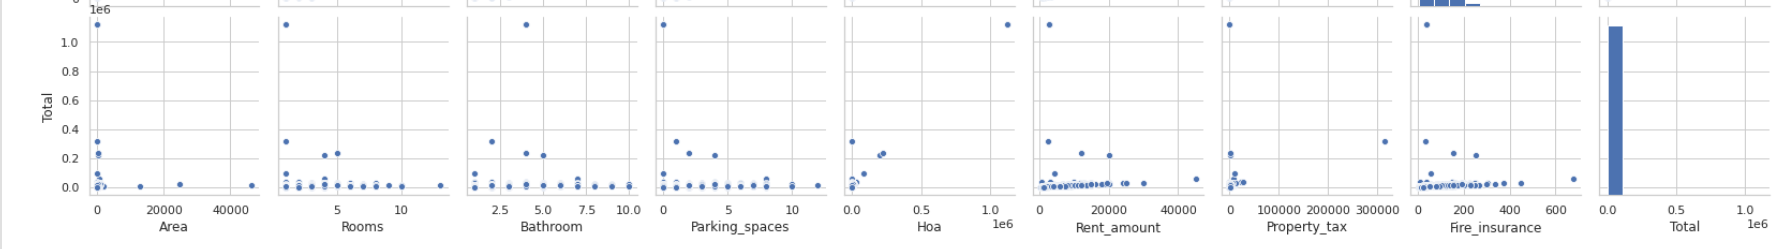 0
1e6
Total
1.0
0.8
0.6
0.4
0.2
0.0
0 20000 40000 5 10 2.5 5.0 7.5 10.0 0 5 10 0.0 0.5 1.0 0 20000 40000 0 100000 200000 300000 0 200 400 600 0.0 0.5 1.0
1e6 1e6
Area Rooms Bathroom Parking_spaces Hoa Rent_amount Property_tax Fire_insurance Total